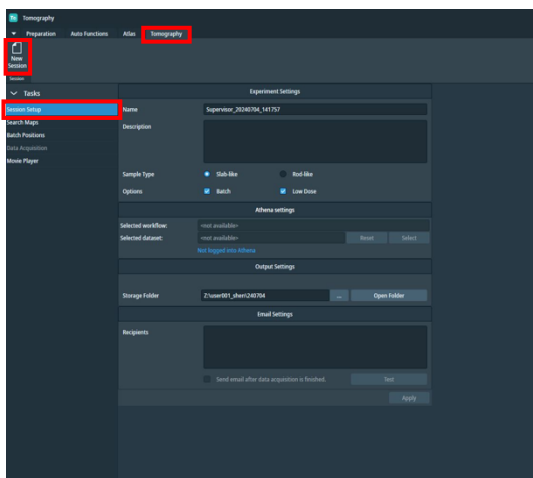 To Tomography
Preparation Auto Functions Atlas Tomography
New
Session
Session
Tasks
Session Setup
Search Maps
Batch Positions
Data Acquisition
Movie Player
Experiment Settings
Name Supervisor_20240704_141757
Description
Sample Type Slab-like Rod-like
Options Batch Low Dose
Athena settings
Selected workflow: <not available>
Selected dataset: <not available> Reset Select
Not logged into Athena
Output Settings
Storage Folder Z:\user001_shen\240704 ... Open Folder
Email Settings
Recipients
Send email after data acquisition is finished. Test
Apply